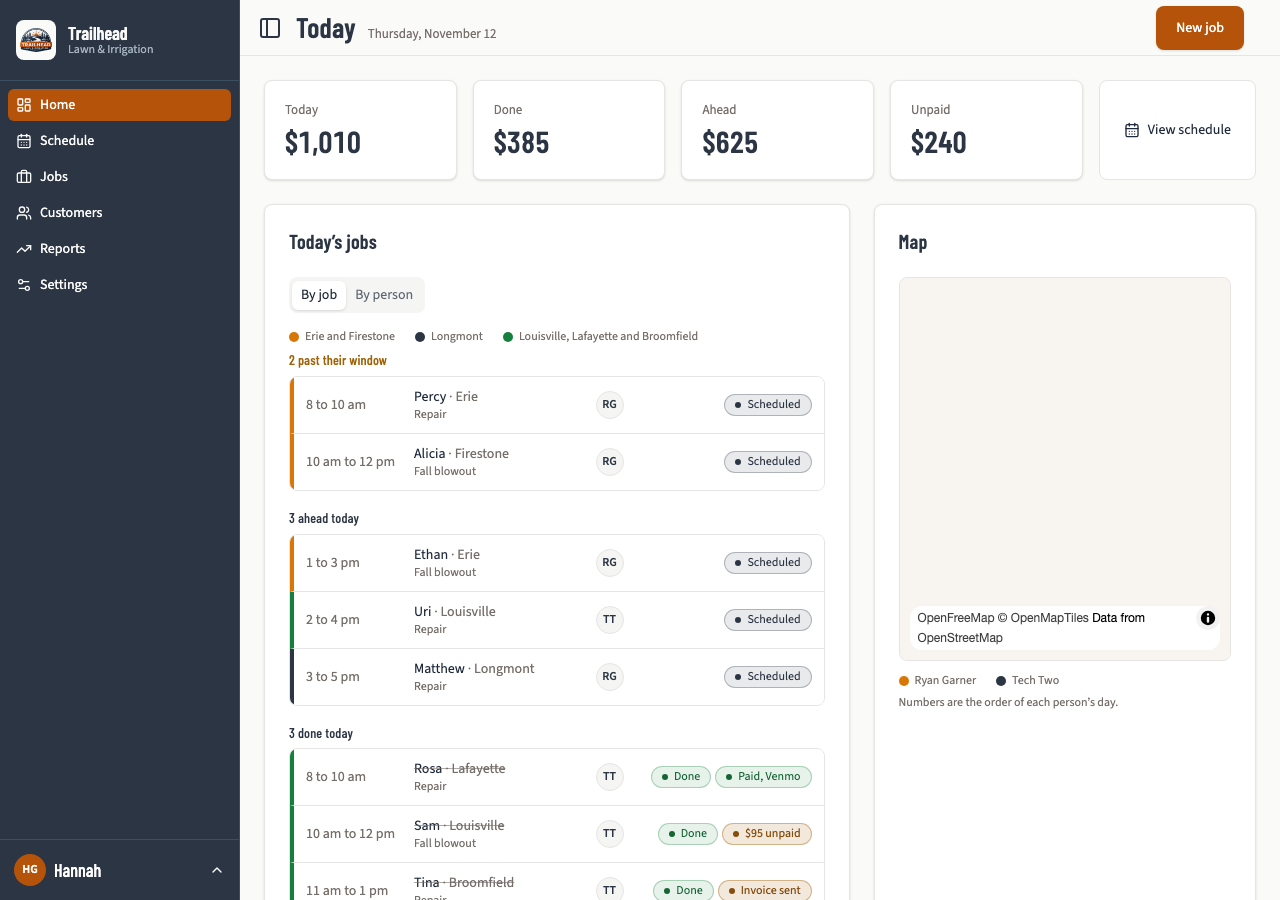 TRAILHEAD
Trailhead
Lawn & Irrigation
Home
Schedule
Jobs
Customers
Reports
Settings
HG
Hannah
Today
Thursday, November 12
New job
Today
$1,010
Done
$385
Ahead
$625
Unpaid
$240
View schedule
Today’s jobs
By job
By person
Erie and Firestone
Longmont
Louisville, Lafayette and Broomfield
2 past their window
8 to 10 am
Percy · Erie
Repair
RG
Scheduled
10 am to 12 pm
Alicia · Firestone
Fall blowout
RG
Scheduled
3 ahead today
1 to 3 pm
Ethan · Erie
Fall blowout
RG
Scheduled
2 to 4 pm
Uri · Louisville
Repair
TT
Scheduled
3 to 5 pm
Matthew · Longmont
Repair
RG
Scheduled
3 done today
8 to 10 am
Rosa · Lafayette
Repair
TT
Done
Paid, Venmo
10 am to 12 pm
Sam · Louisville
Fall blowout
TT
Done
$95 unpaid
11 am to 1 pm
Tina · Broomfield
Repair
TT
Done
Invoice sent
Map
OpenFreeMap © OpenMapTiles Data from
OpenStreetMap
Ryan Garner
Tech Two
Numbers are the order of each person’s day.